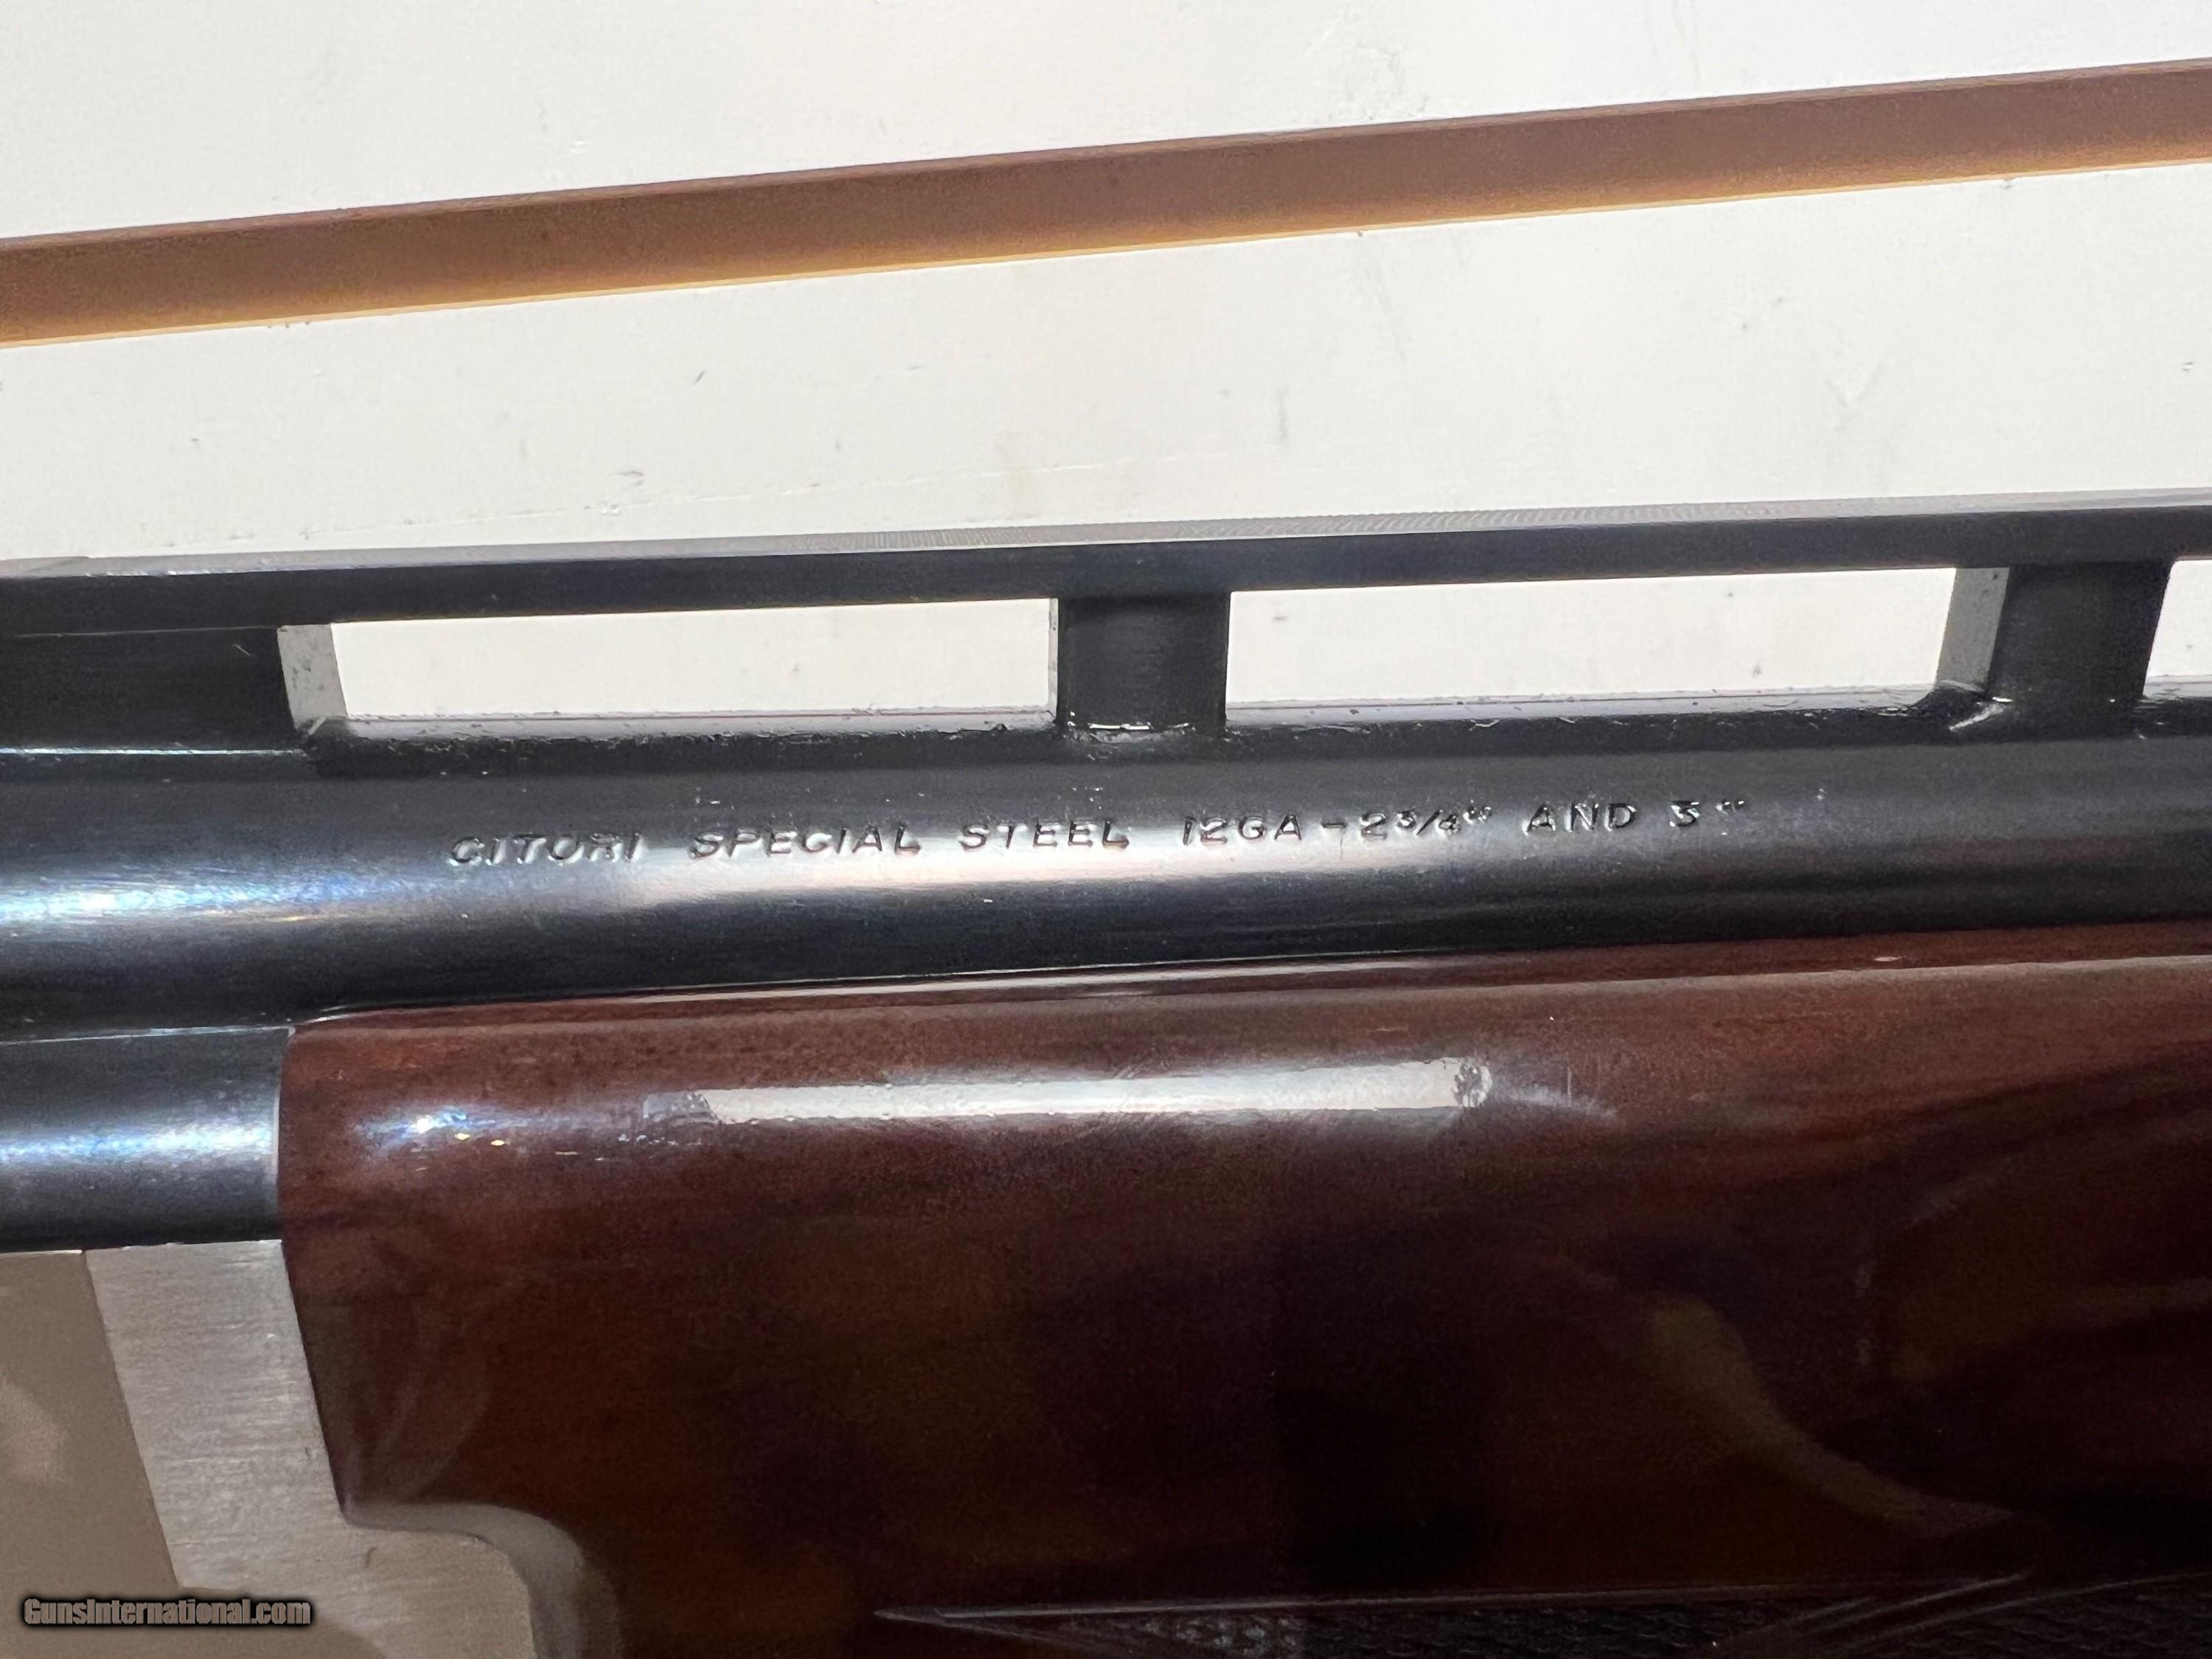 CITORI SPECIAL STEEL 12GA-2¾" AND 3"
GunsInternational.com